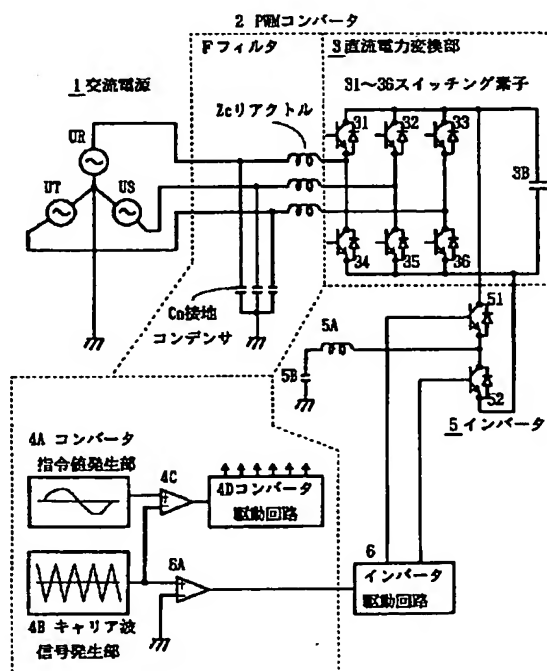 2 PWMコンバータ
Fフィルタ
3直流電力変換部
31～36スイッチング素子
1交流電源
Zcリアクトル
UR
31
32
33
3B
UT
US
34
35
36
Cn接地
コンデンサ
51
5A
5B
52
5インバータ
4A コンバータ
指令値発生部
4C
4Dコンバータ
駆動回路
6
6A
インバータ
駆動回路
4B キャリア波
信号発生部